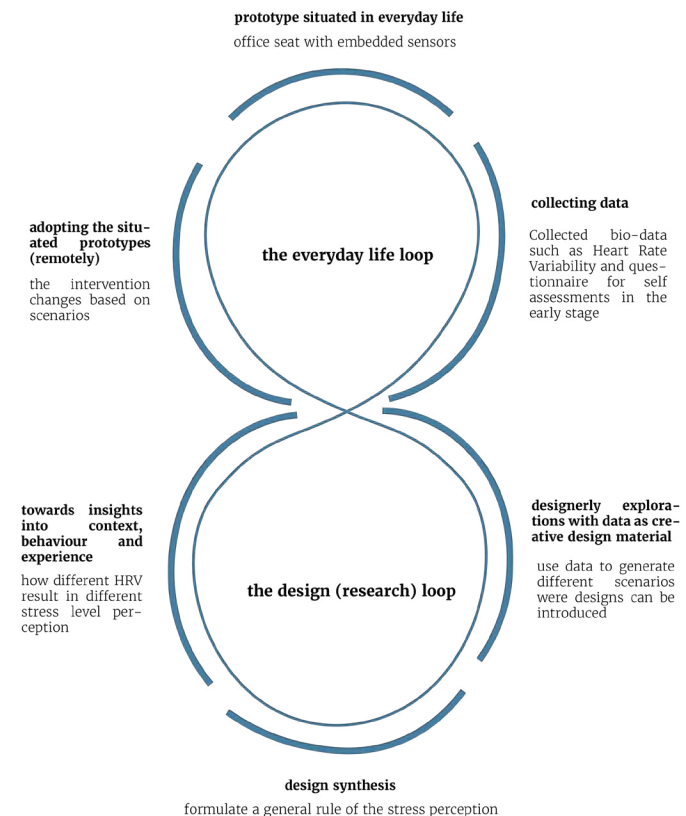 prototype situated in everyday life
office seat with embedded sensors
collecting data
Collected bio-data
such as Heart Rate
Variability and ques-
tionnaire for self
assessments in the
early stage
adopting the situ-
ated prototypes
(remotely)
the intervention
changes based on
scenarios
the everyday life loop
designerly explora-
tions with data as cre-
ative design material
use data to generate
different scenarios
were designs can be
introduced
towards insights
into context,
behaviour and
experience
how different HRV
result in different
stress level per-
ception
the design (research) loop
design synthesis
formulate a general rule of the stress perception